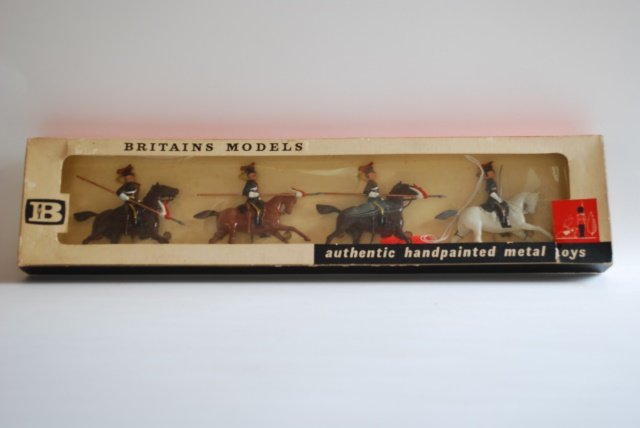 BRITAINS MODELS
B
authentic handpainted metal toys